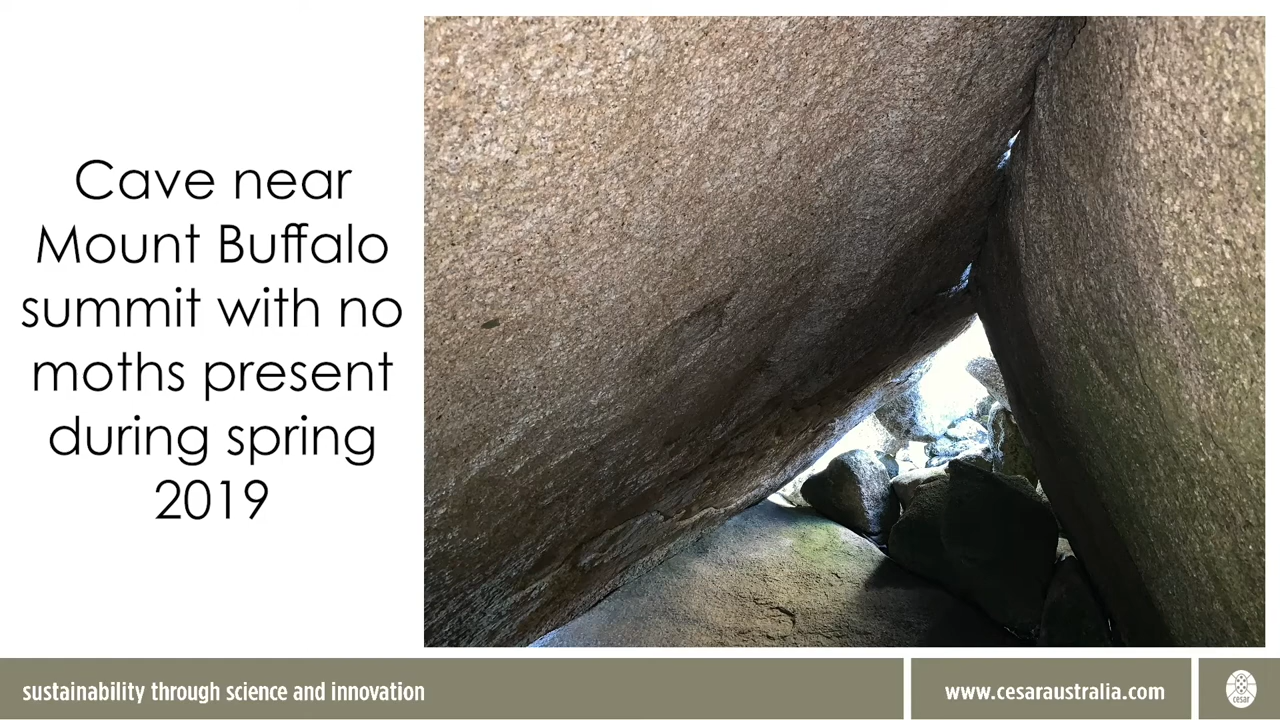 Cave near
Mount Buffalo
summit with no
moths present
during spring
2019
sustainability through science and innovation
www.cesaraustralia.com
cesar